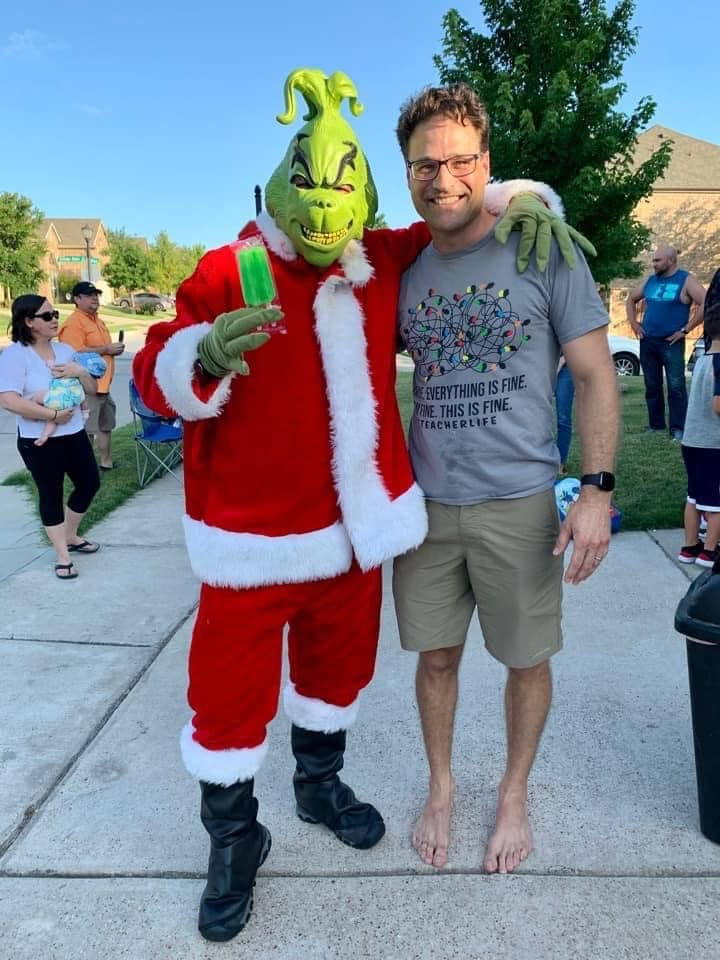 EVERYTHING IS FINE.
FINE. THIS IS FINE.
TEACHERLIFE